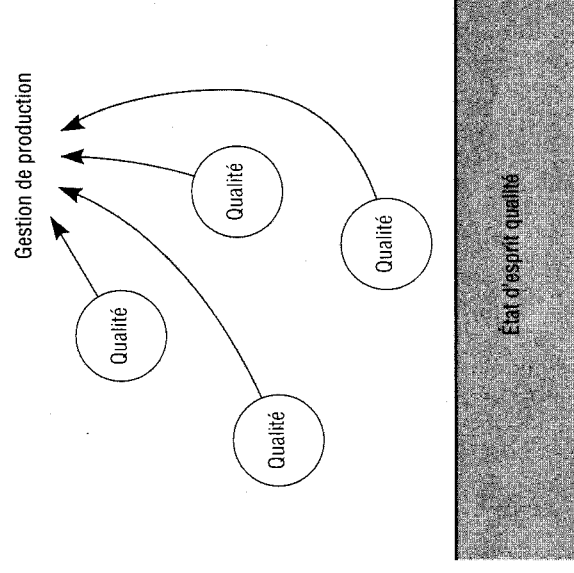 Gestion de production
Qualité
Qualité
Qualité
Qualité
État d'esprit qualité